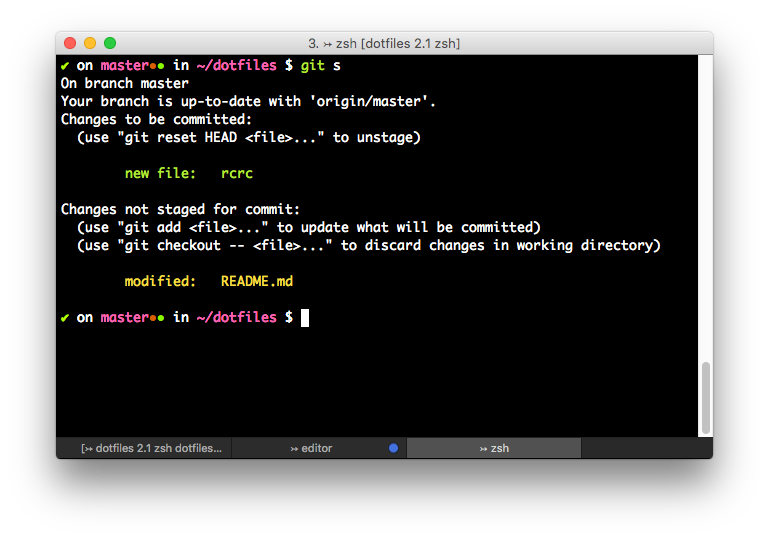 3. ↣ zsh [dotfiles 2.1 zsh]
✔ on master●● in ~/dotfiles $ git s
On branch master
Your branch is up-to-date with 'origin/master'.
Changes to be committed:
  (use "git reset HEAD <file>..." to unstage)
        new file:   rcrc
Changes not staged for commit:
  (use "git add <file>..." to update what will be committed)
  (use "git checkout -- <file>..." to discard changes in working directory)
        modified:   README.md
✔ on master●● in ~/dotfiles $
[↣ dotfiles 2.1 zsh dotfiles...
↣ editor
↣ zsh